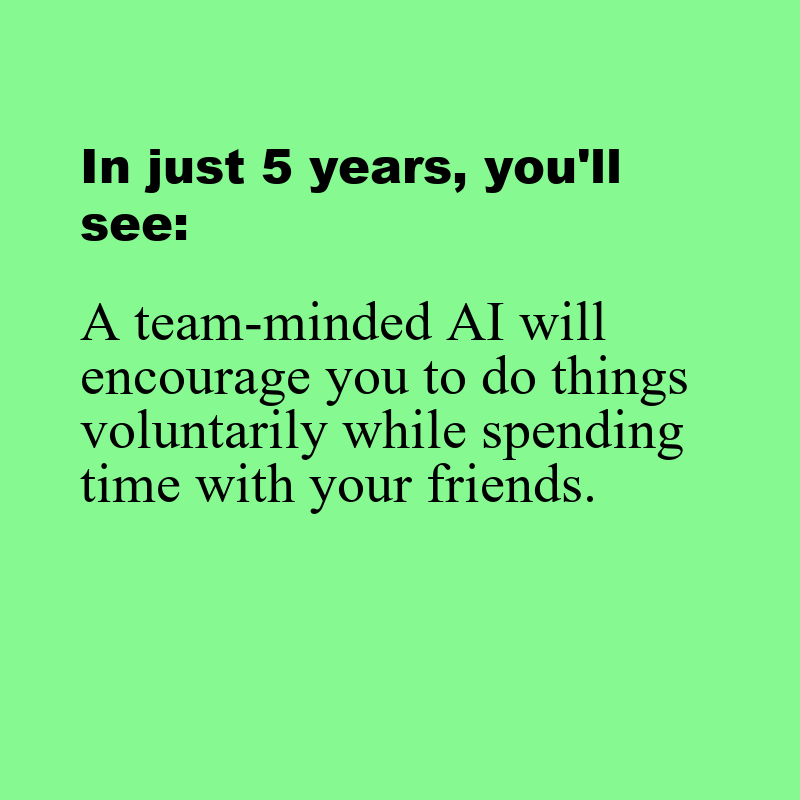 In just 5 years, you'll
see:
A team-minded AI will
encourage you to do things
voluntarily while spending
time with your friends.